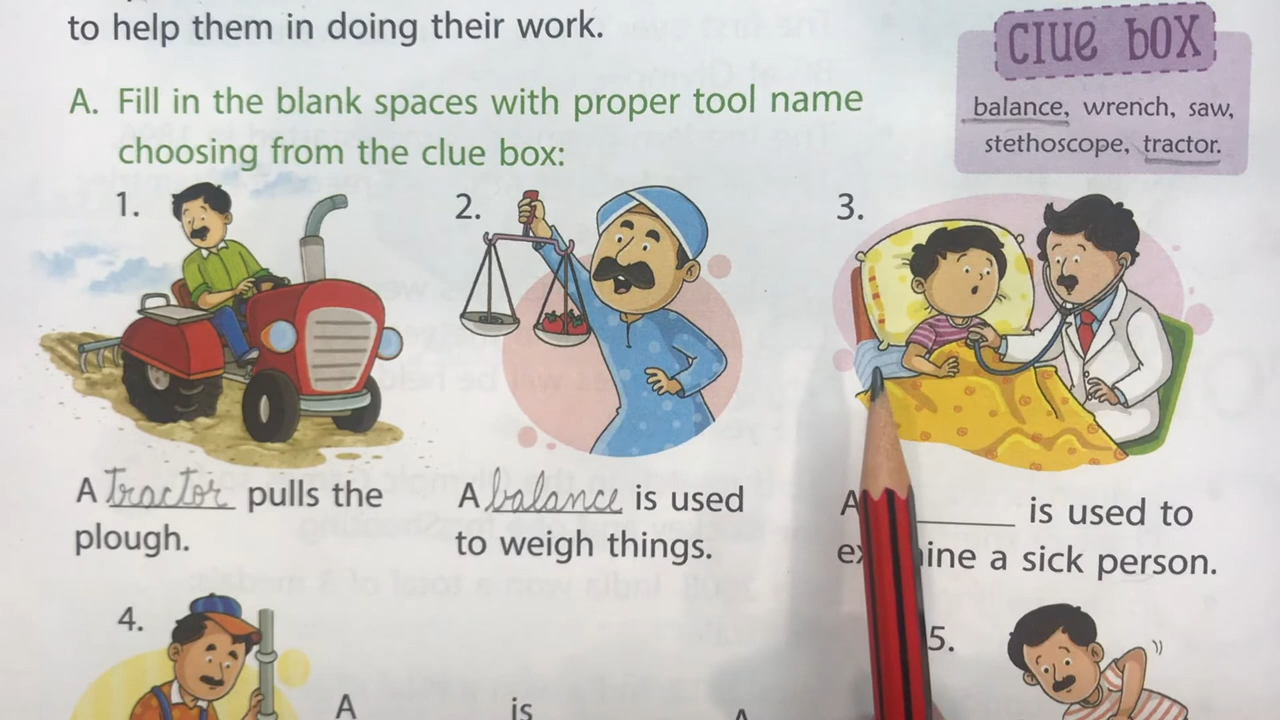 to help them in doing their work.
clue box
balance, wrench, saw,
stethoscope, tractor.
A. Fill in the blank spaces with proper tool name
choosing from the clue box:
1.
2.
3.
A tractor pulls the
plough.
A balance is used
to weigh things.
A is used to
a sick person.
4.
5.
A is
A